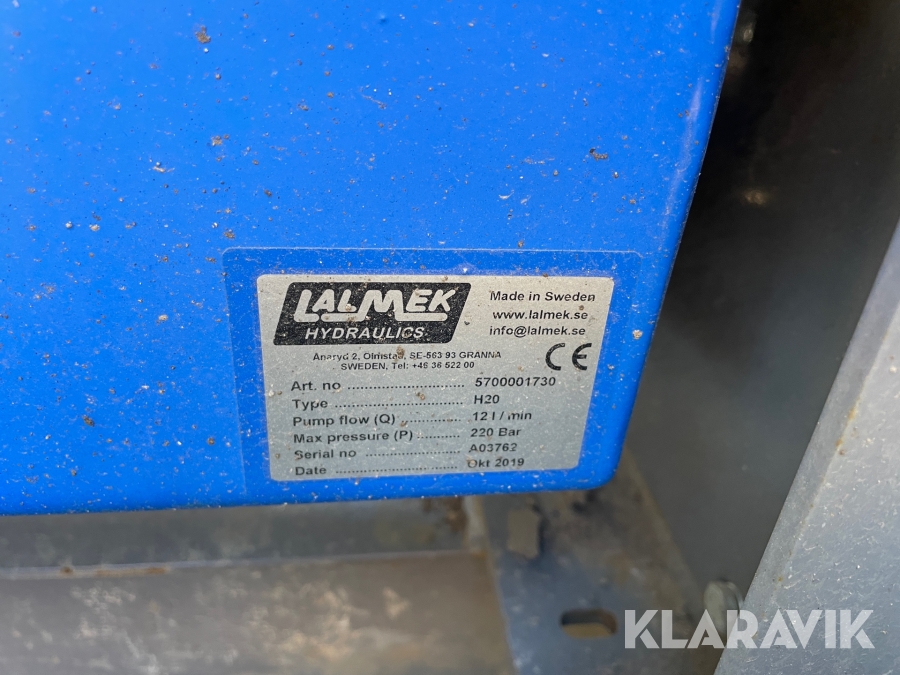 LALMEK
HYDRAULICS
Made in Sweden
www.lalmek.se
info@lalmek.se
Anaryd 2, Olmstad, SE-563 93 GRANNA
SWEDEN, Tel: +46 36 522 00
CE
Art. no .................... 5700001730
Type ........................ H20
Pump flow (Q) ............ 12 l / min
Max pressure (P) ......... 220 Bar
Serial no .................. A03762
Date ........................ Okt 2019
KLARAVIK